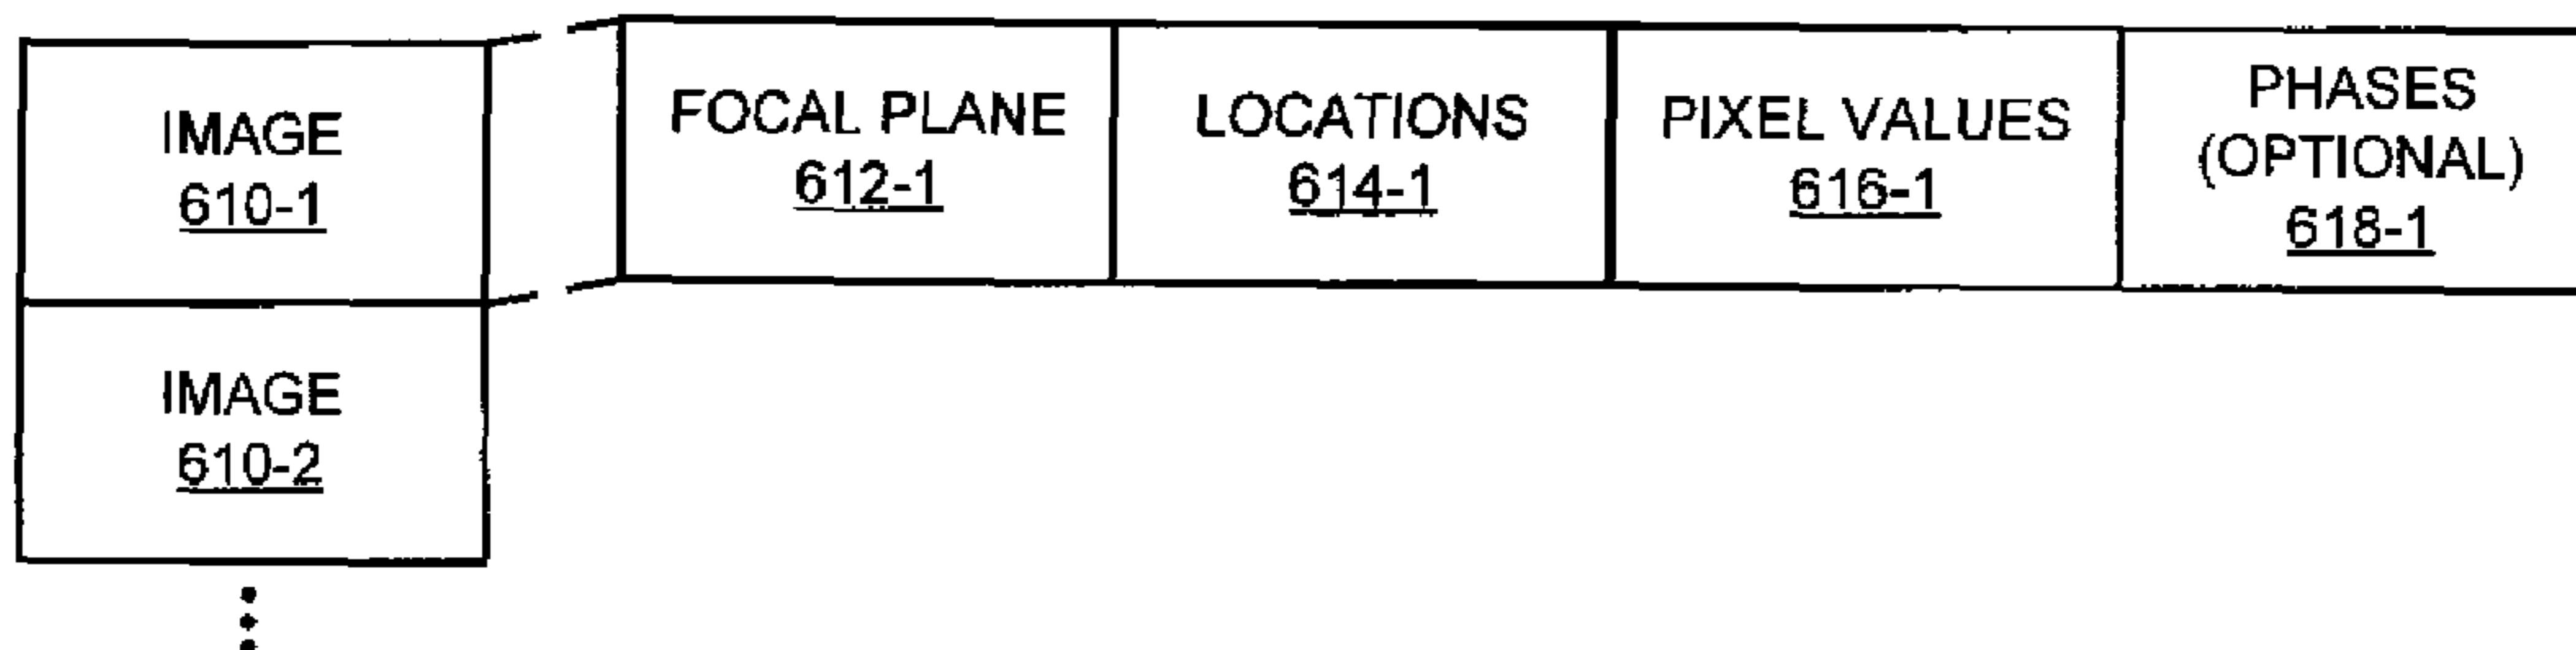 IMAGE
610-1
FOCAL PLANE
612-1
LOCATIONS
614-1
PIXEL VALUES
616-1
PHASES
(OPTIONAL)
618-1
IMAGE
610-2